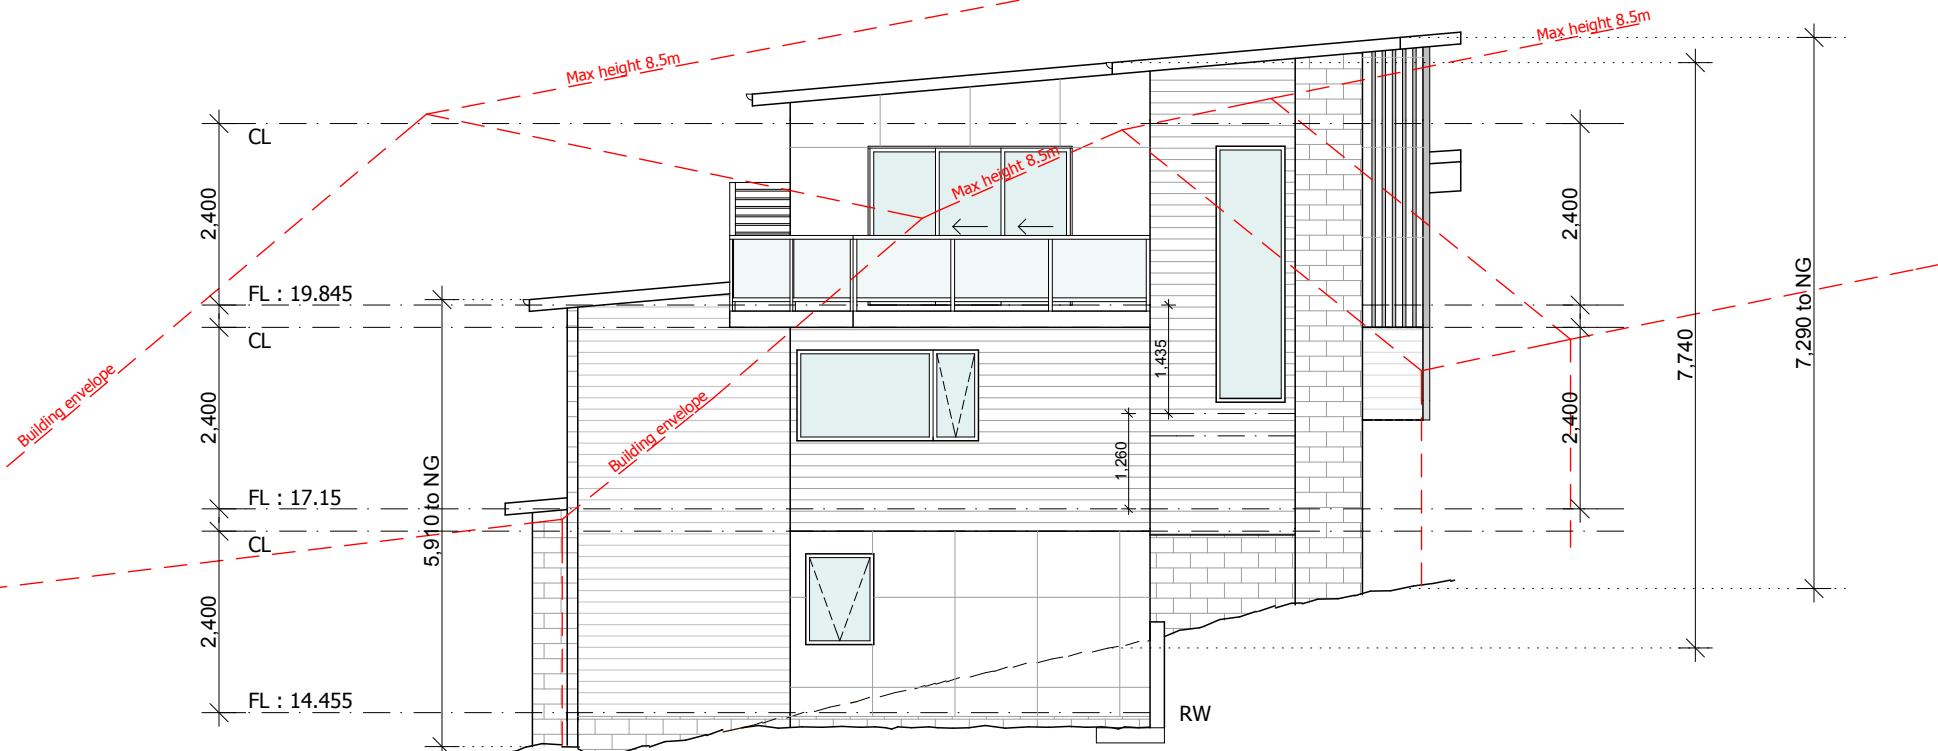 Max height 8.5m
Max height 8.5m
CL
Max height 8.5m
2,400
2,400
FL : 19.845
7,290 to NG
CL
1,435
7,740
Building envelope
Building envelope
2,400
2,400
1,260
FL : 17.15
5,910 to NG
CL
2,400
FL : 14.455
RW